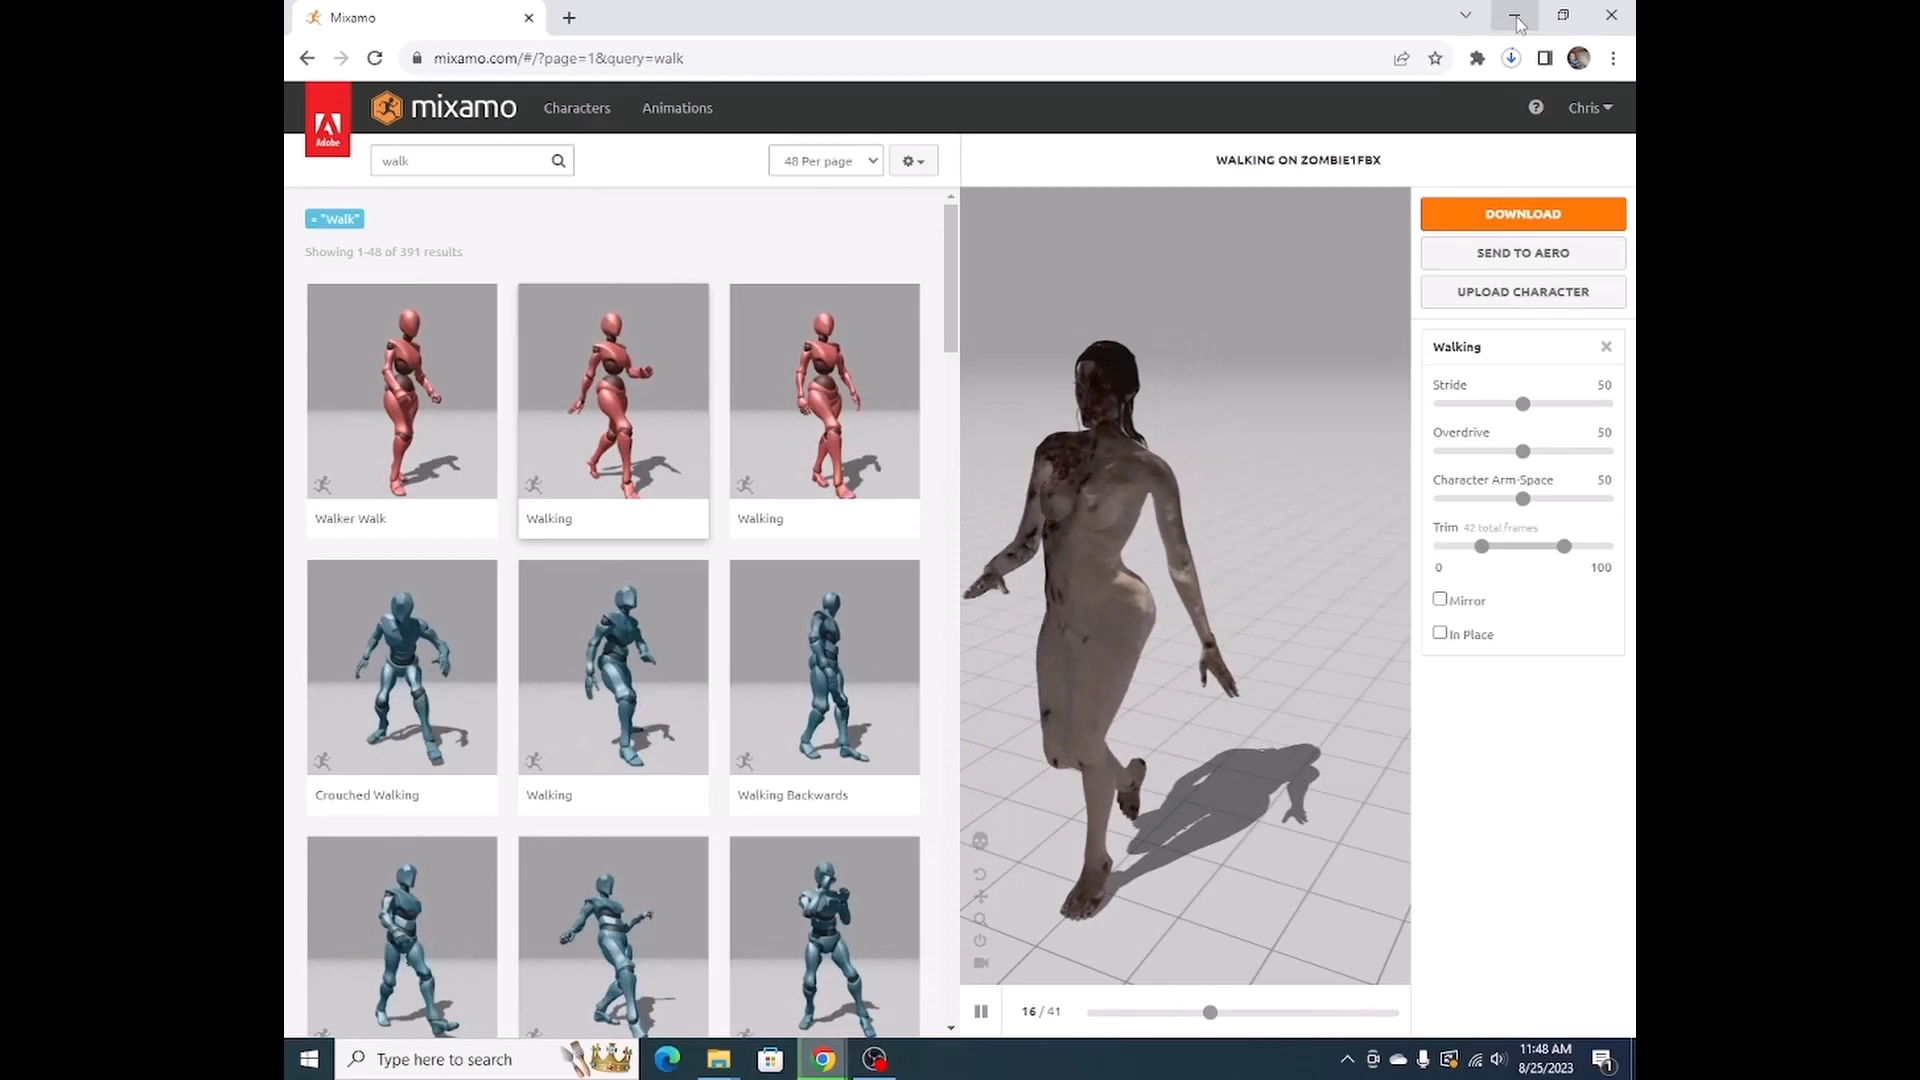 Mixamo
mixamo.com/#/?page=1&query=walk
Adobe
mixamo
Characters
Animations
Chris
walk
48 Per page
WALKING ON ZOMBIE1FBX
× "Walk"
Showing 1-48 of 391 results
DOWNLOAD
SEND TO AERO
UPLOAD CHARACTER
Walking
Stride 50
Overdrive 50
Character Arm-Space 50
Trim 42 total frames
0 100
Mirror
In Place
Walker Walk
Walking
Walking
Crouched Walking
Walking
Walking Backwards
16 / 41
Type here to search
11:48 AM
8/25/2023
1